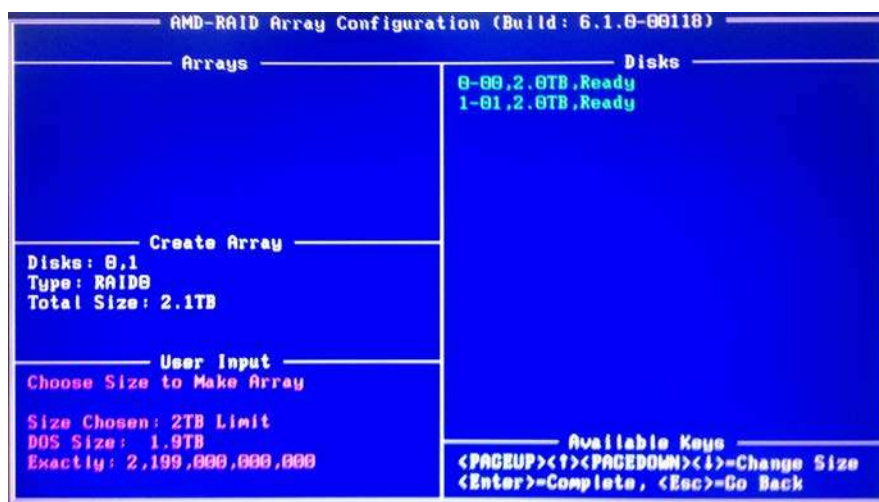 AMD-RAID Array Configuration (Build: 6.1.0-00118)
Arrays
Disks
0-00,2.0TB,Ready
1-01,2.0TB,Ready
Create Array
Disks: 0,1
Type: RAID0
Total Size: 2.1TB
User Input
Choose Size to Make Array
Size Chosen: 2TB Limit
DOS Size: 1.9TB
Exactly: 2,199,000,000,000
Available Keys
<PAGEUP><↑><PAGEDOWN><↓>=Change Size
<Enter>=Complete, <Esc>=Go Back